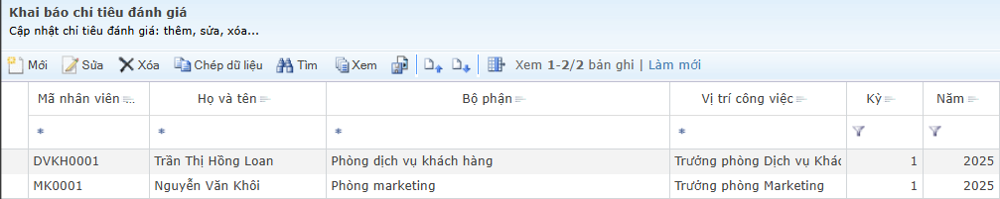 Khai báo chỉ tiêu đánh giá
Cập nhật chỉ tiêu đánh giá: thêm, sửa, xóa...
Mới Sửa Xóa Chép dữ liệu Tìm Xem Xem 1-2/2 bản ghi | Làm mới
Mã nhân viên ... Họ và tên Bộ phận Vị trí công việc Kỳ Năm
* * * *
DVKH0001 Trần Thị Hồng Loan Phòng dịch vụ khách hàng Trưởng phòng Dịch vụ Khác 1 2025
MK0001 Nguyễn Văn Khôi Phòng marketing Trưởng phòng Marketing 1 2025